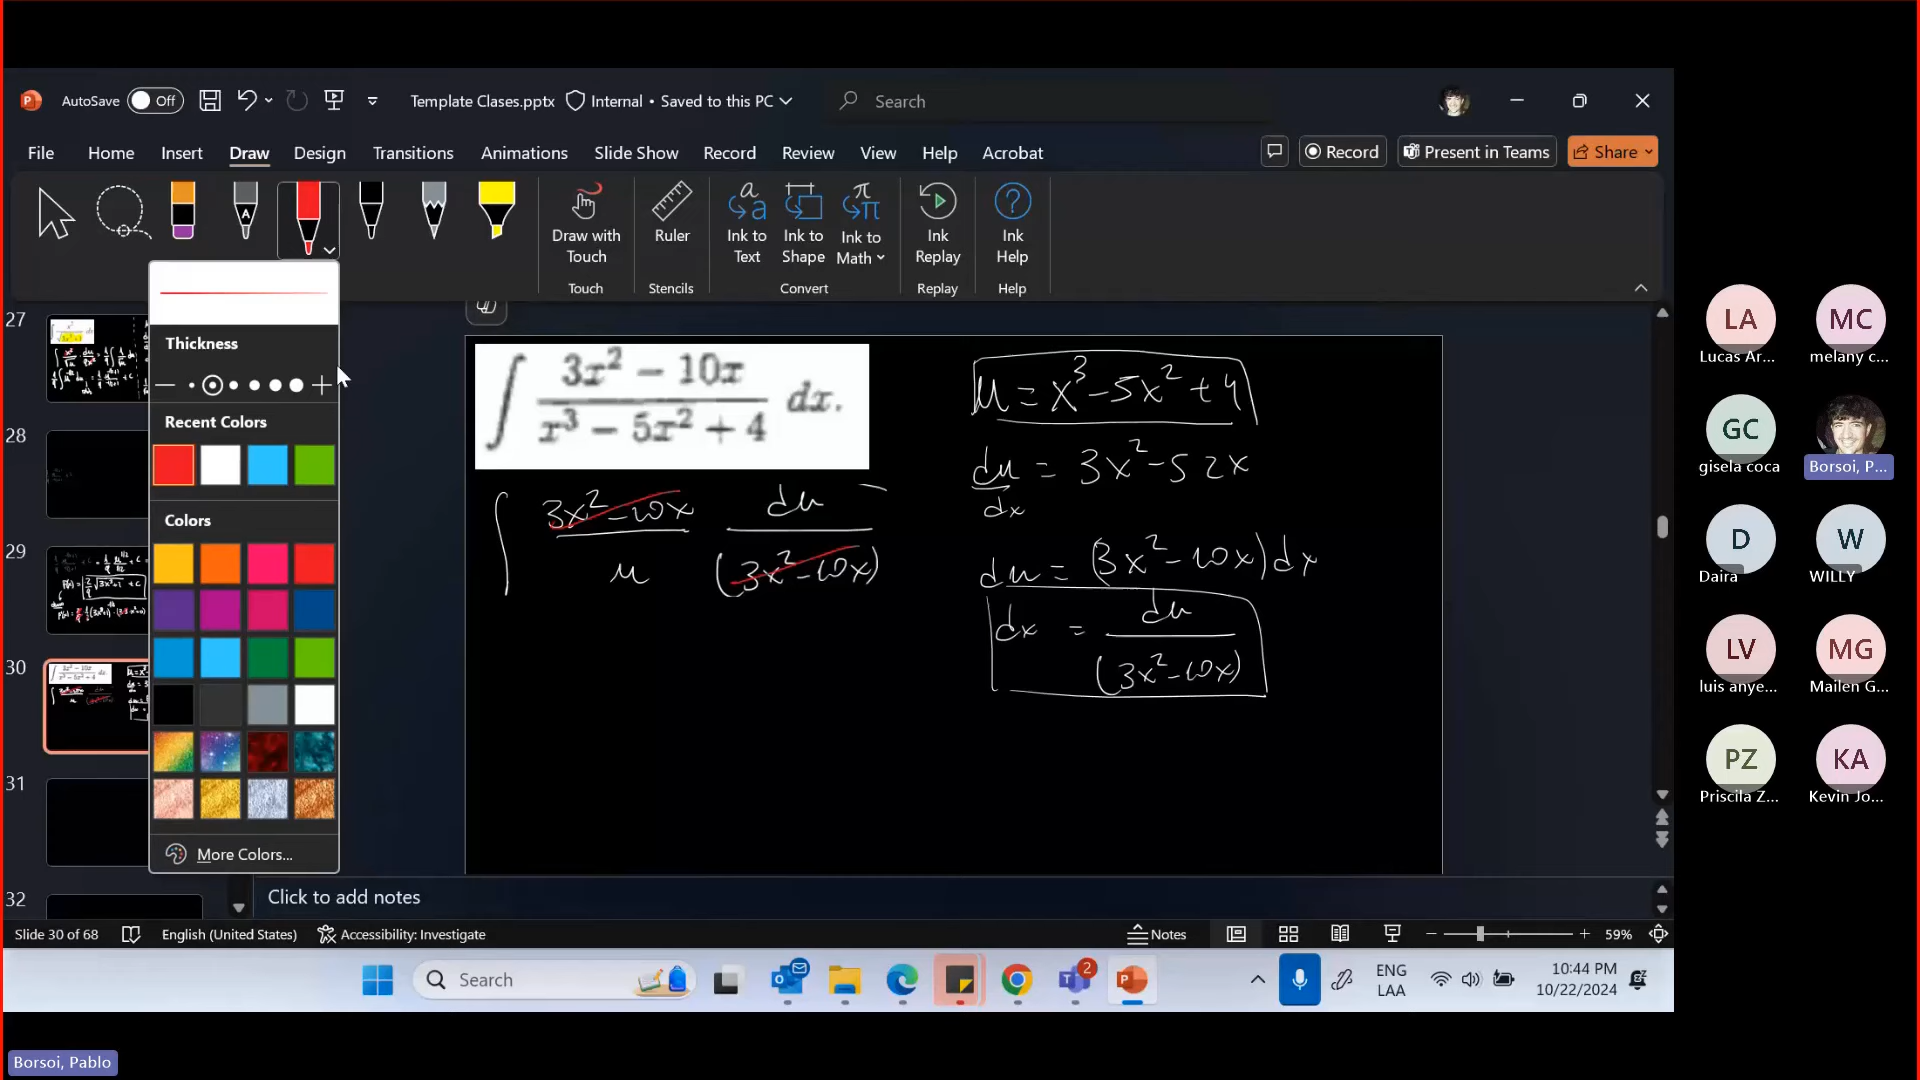 AutoSave Off Template Clases.pptx Internal • Saved to this PC Search
File Home Insert Draw Design Transitions Animations Slide Show Record Review View Help Acrobat Record Present in Teams Share
Draw with Touch
Ruler
Ink to Text
Ink to Shape
Ink to Math
Ink Replay
Ink Help
Touch Stencils Convert Replay Help
Thickness
Recent Colors
Colors
More Colors...
27
28
29
30
31
32
∫ 3x² − 10x / x³ − 5x² + 4 dx.
∫ 3x²-10x / u du / (3x²-10x)
u = x³-5x²+4
du/dx = 3x²-5 2x
du = (3x²-10x)dx
dx = du / (3x²-10x)
Click to add notes
Slide 30 of 68 English (United States) Accessibility: Investigate Notes 59%
Search
2
ENG
LAA
10:44 PM
10/22/2024
LA
Lucas Ar...
MC
melany c...
GC
gisela coca
Borsoi, P...
D
Daira
W
WILLY
LV
luis anye...
MG
Mailen G...
PZ
Priscila Z...
KA
Kevin Jo...
Borsoi, Pablo